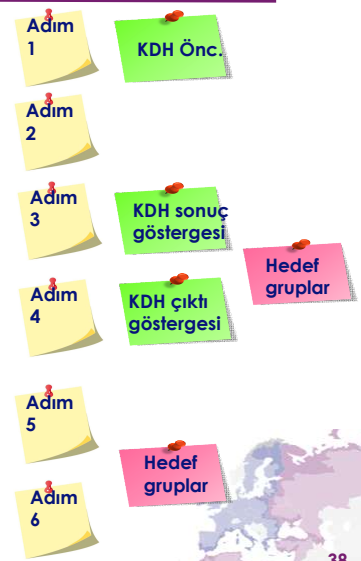 Adım
1
KDH Önc.
Adım
2
Adım
3
KDH sonuç
göstergesi
Hedef
gruplar
Adım
4
KDH çıktı
göstergesi
Adım
5
Hedef
gruplar
Adım
6
38